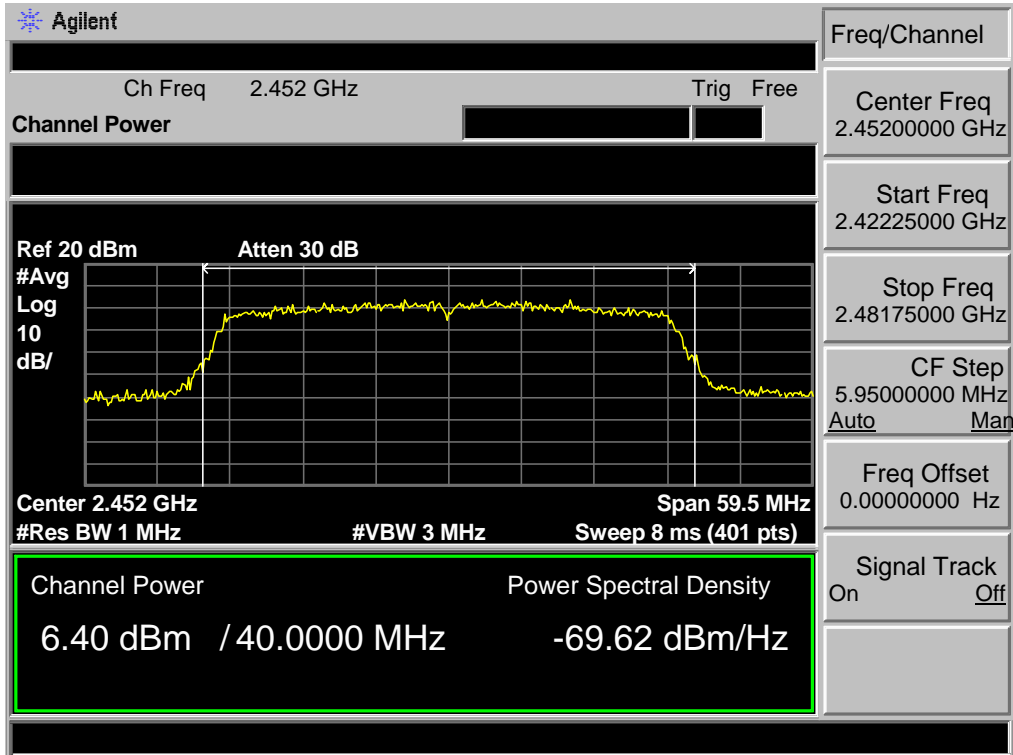 Agilent
Freq/Channel
Ch Freq 2.452 GHz Trig Free
Channel Power
Center Freq
2.45200000 GHz
Start Freq
2.42225000 GHz
Ref 20 dBm Atten 30 dB
#Avg
Log
10
dB/
Stop Freq
2.48175000 GHz
CF Step
5.95000000 MHz
Auto Man
Center 2.452 GHz Span 59.5 MHz
#Res BW 1 MHz #VBW 3 MHz Sweep 8 ms (401 pts)
Freq Offset
0.00000000 Hz
Channel Power Power Spectral Density
6.40 dBm / 40.0000 MHz -69.62 dBm/Hz
Signal Track
On Off